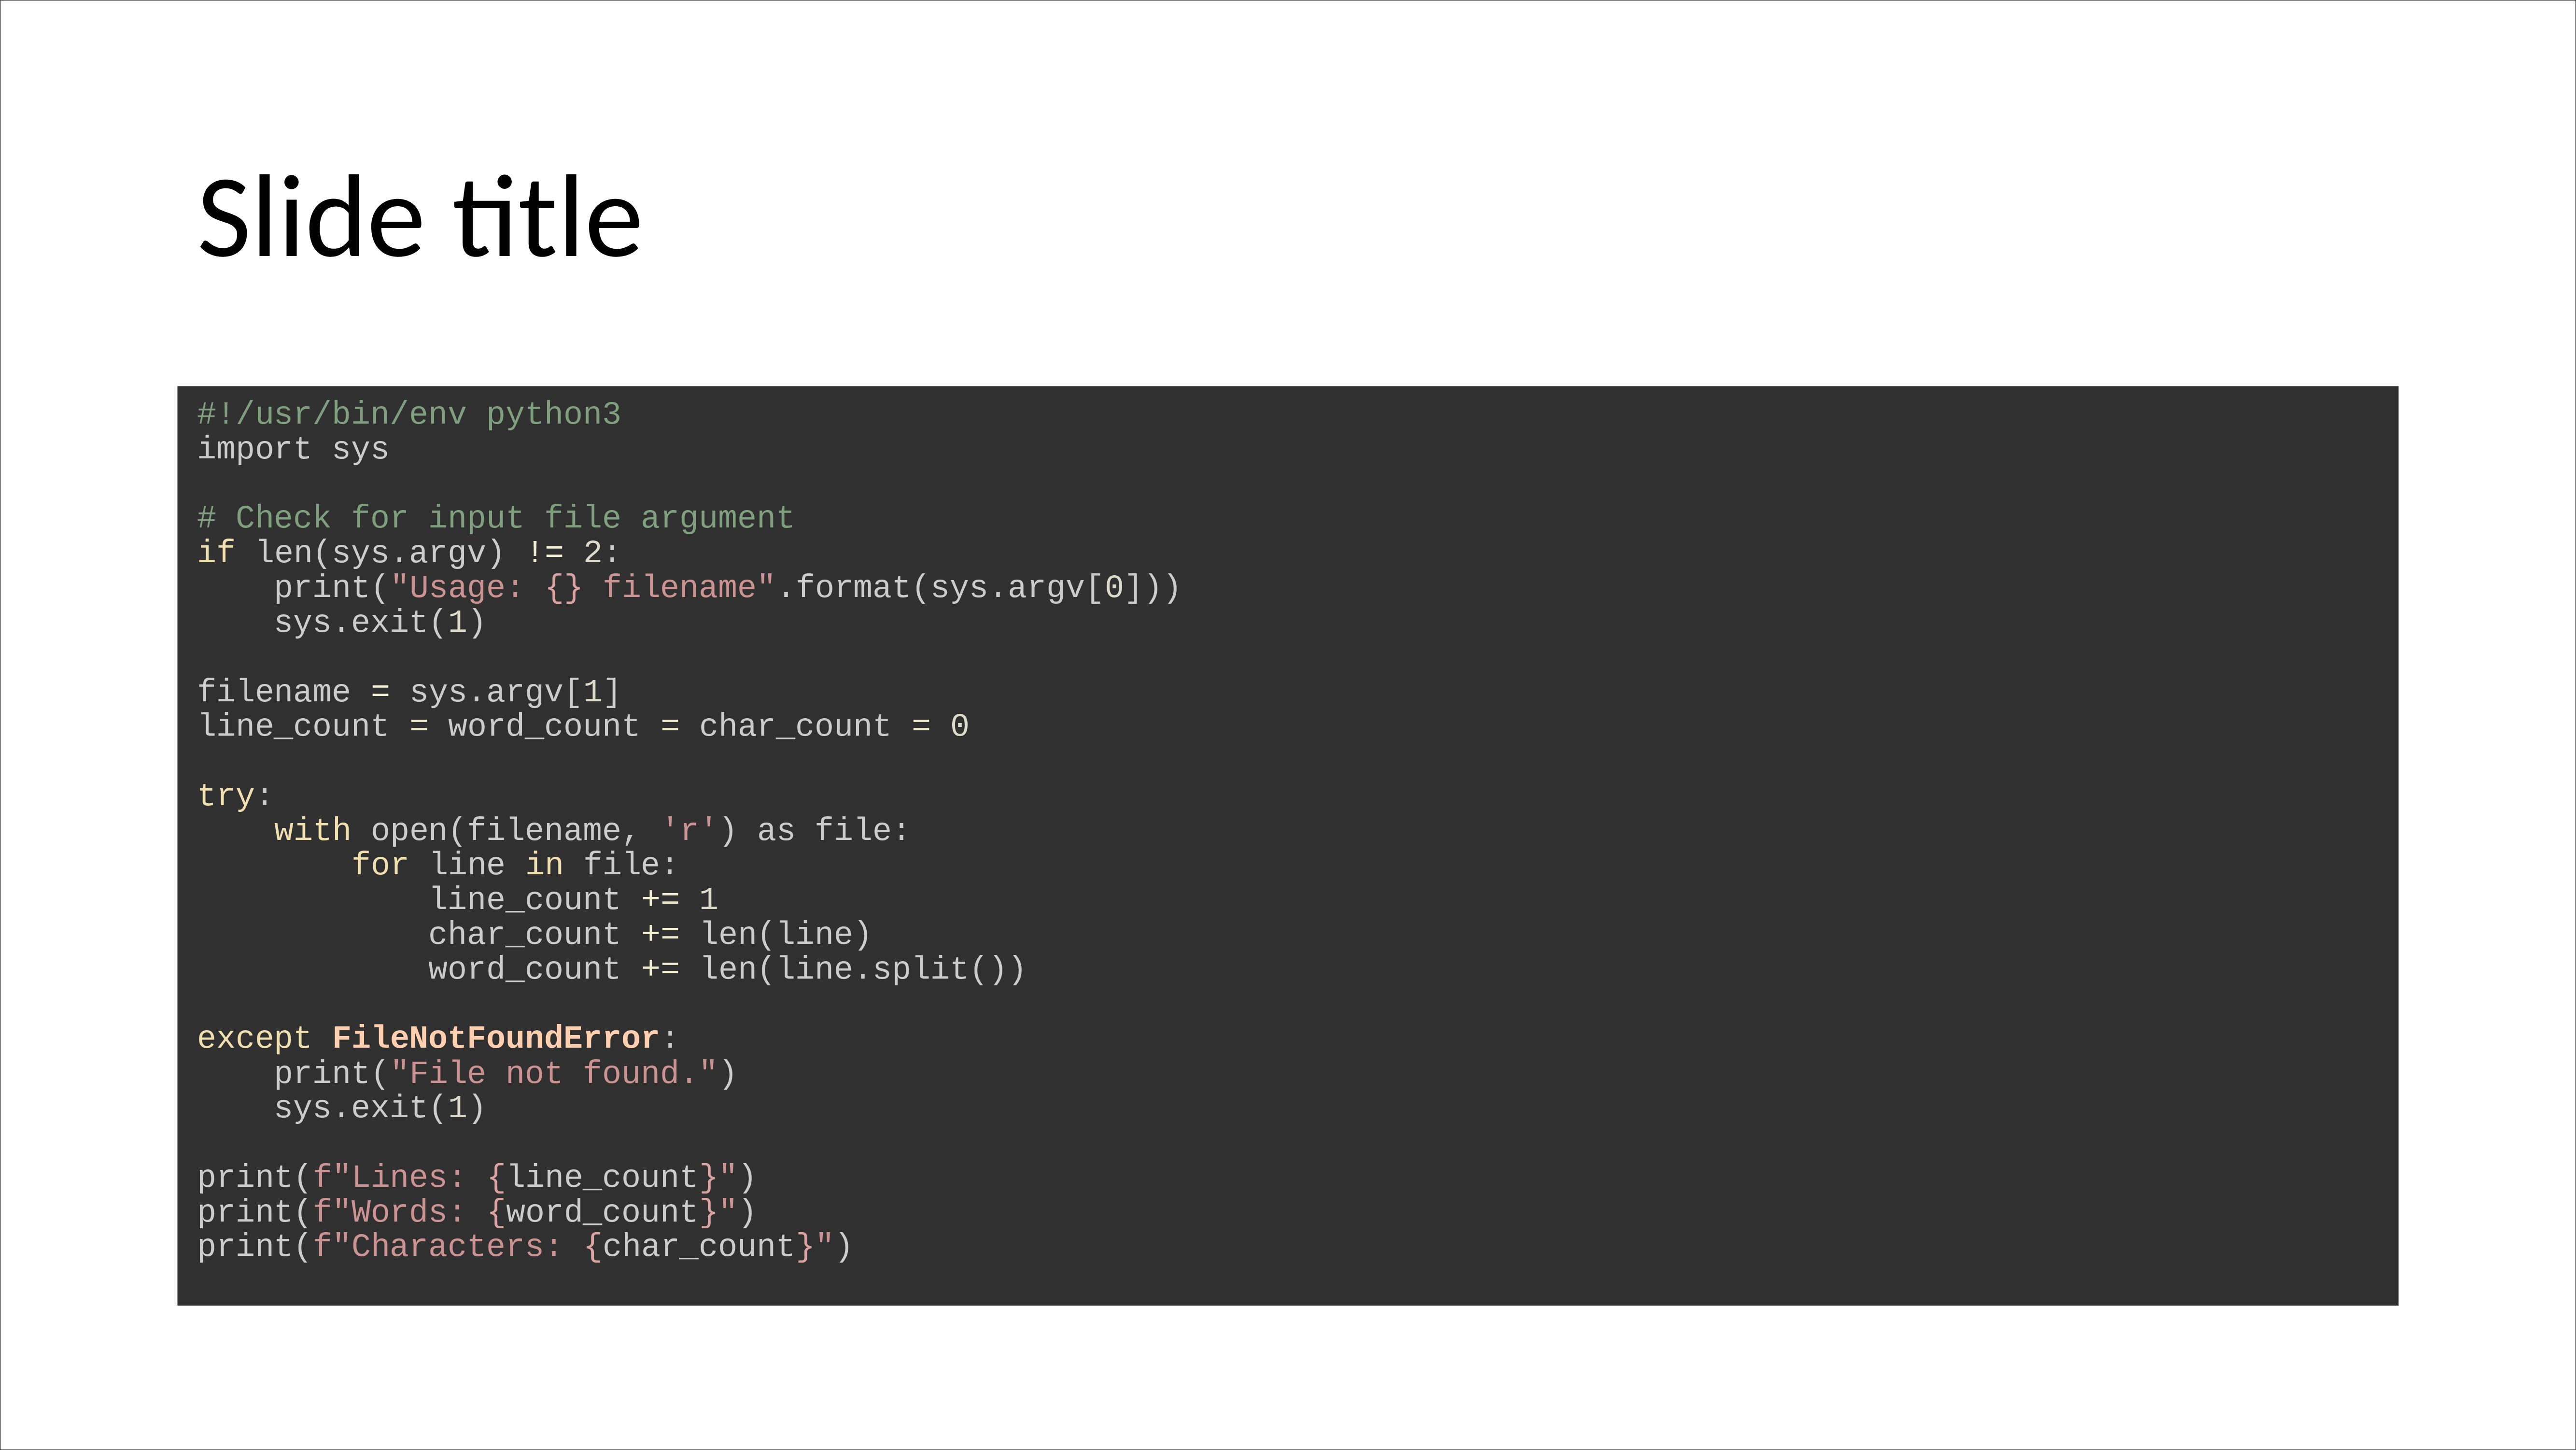 Slide title
#!/usr/bin/env python3
import sys

# Check for input file argument
if len(sys.argv) != 2:
    print("Usage: {} filename".format(sys.argv[0]))
    sys.exit(1)

filename = sys.argv[1]
line_count = word_count = char_count = 0

try:
    with open(filename, 'r') as file:
        for line in file:
            line_count += 1
            char_count += len(line)
            word_count += len(line.split())

except FileNotFoundError:
    print("File not found.")
    sys.exit(1)

print(f"Lines: {line_count}")
print(f"Words: {word_count}")
print(f"Characters: {char_count}")